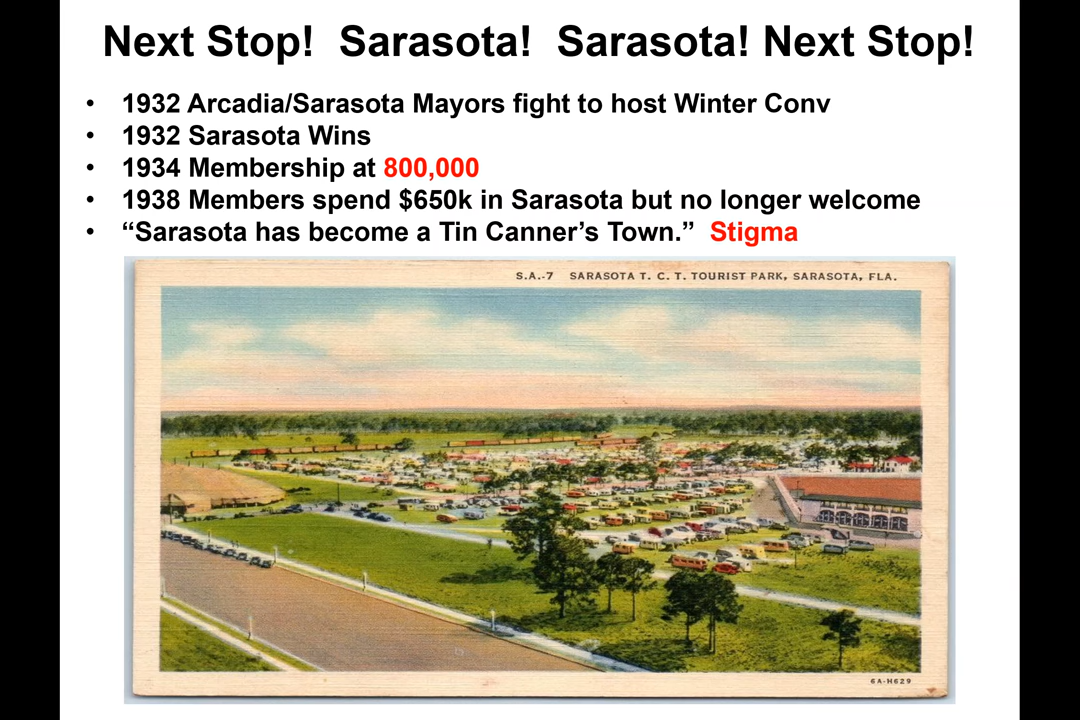 Next Stop!  Sarasota!  Sarasota! Next Stop!
• 1932 Arcadia/Sarasota Mayors fight to host Winter Conv
• 1932 Sarasota Wins
• 1934 Membership at 800,000
• 1938 Members spend $650k in Sarasota but no longer welcome
• “Sarasota has become a Tin Canner’s Town.”  Stigma
S.A.-7 SARASOTA T. C. T. TOURIST PARK, SARASOTA, FLA.
6A-H629